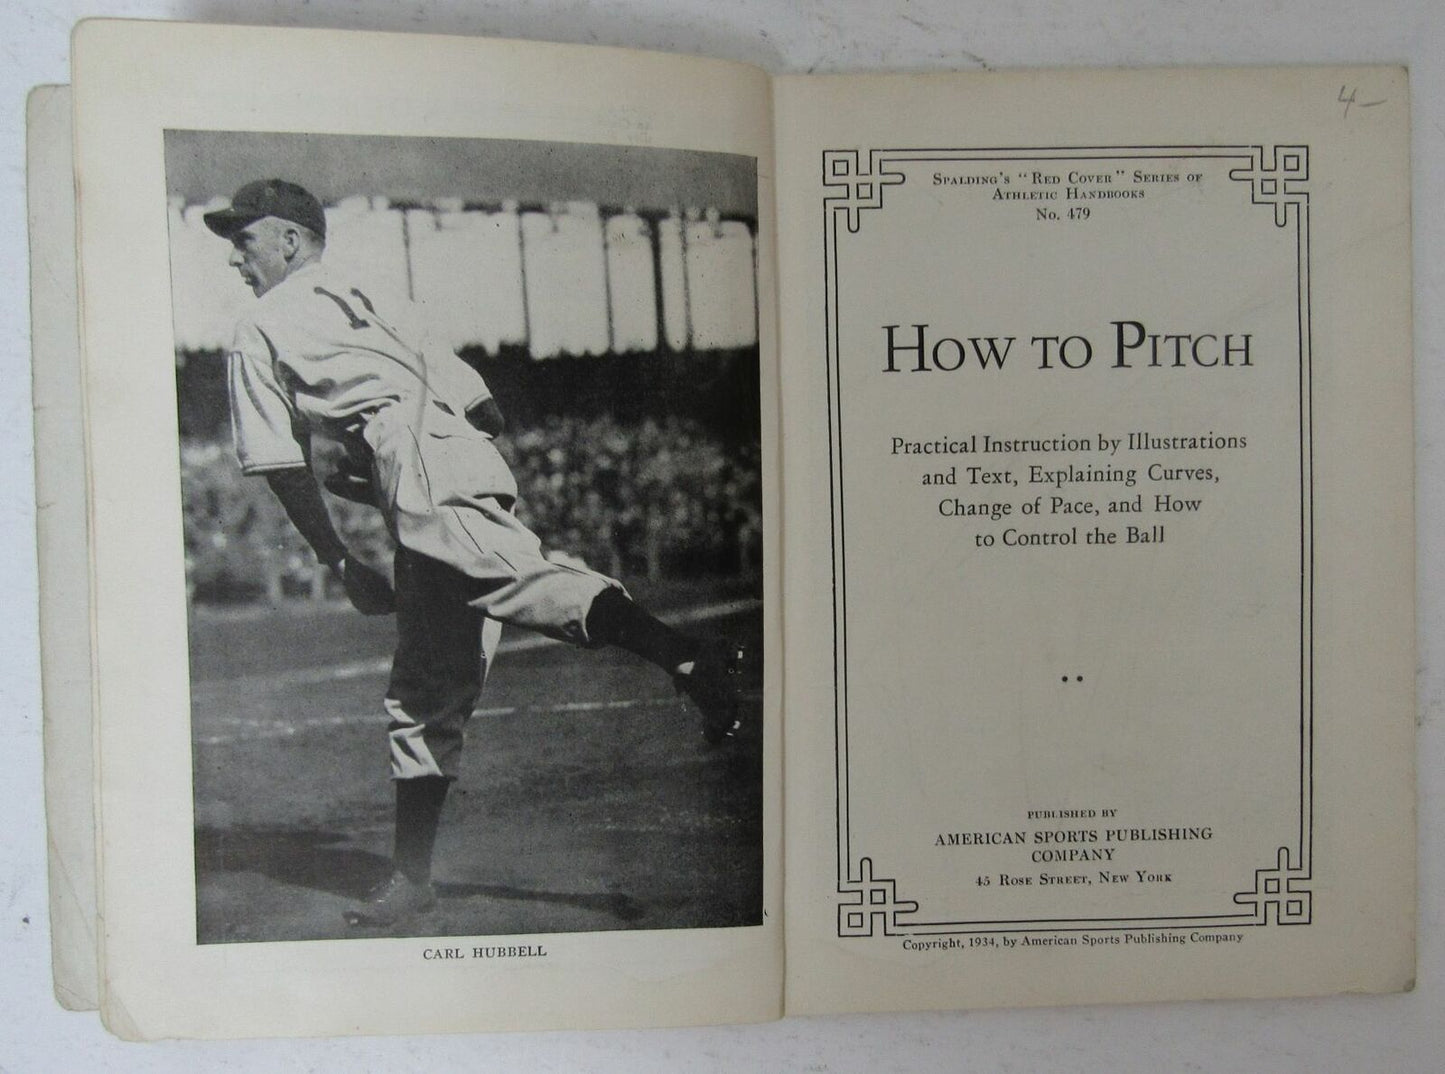 11
CARL HUBBELL
4—
SPALDING'S "RED COVER" SERIES OF
ATHLETIC HANDBOOKS
No. 479
HOW TO PITCH
Practical Instruction by Illustrations
and Text, Explaining Curves,
Change of Pace, and How
to Control the Ball
PUBLISHED BY
AMERICAN SPORTS PUBLISHING
COMPANY
45 ROSE STREET, NEW YORK
Copyright, 1934, by American Sports Publishing Company